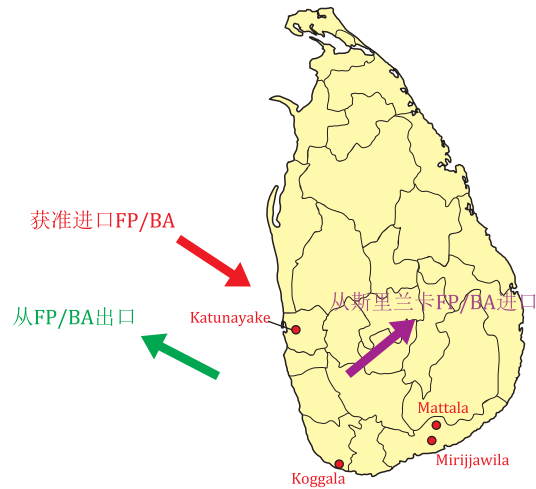 获准进口FP/BA
从斯里兰卡FP/BA进口
从FP/BA出口
Katunayake
Mattala
Mirijjawila
Koggala